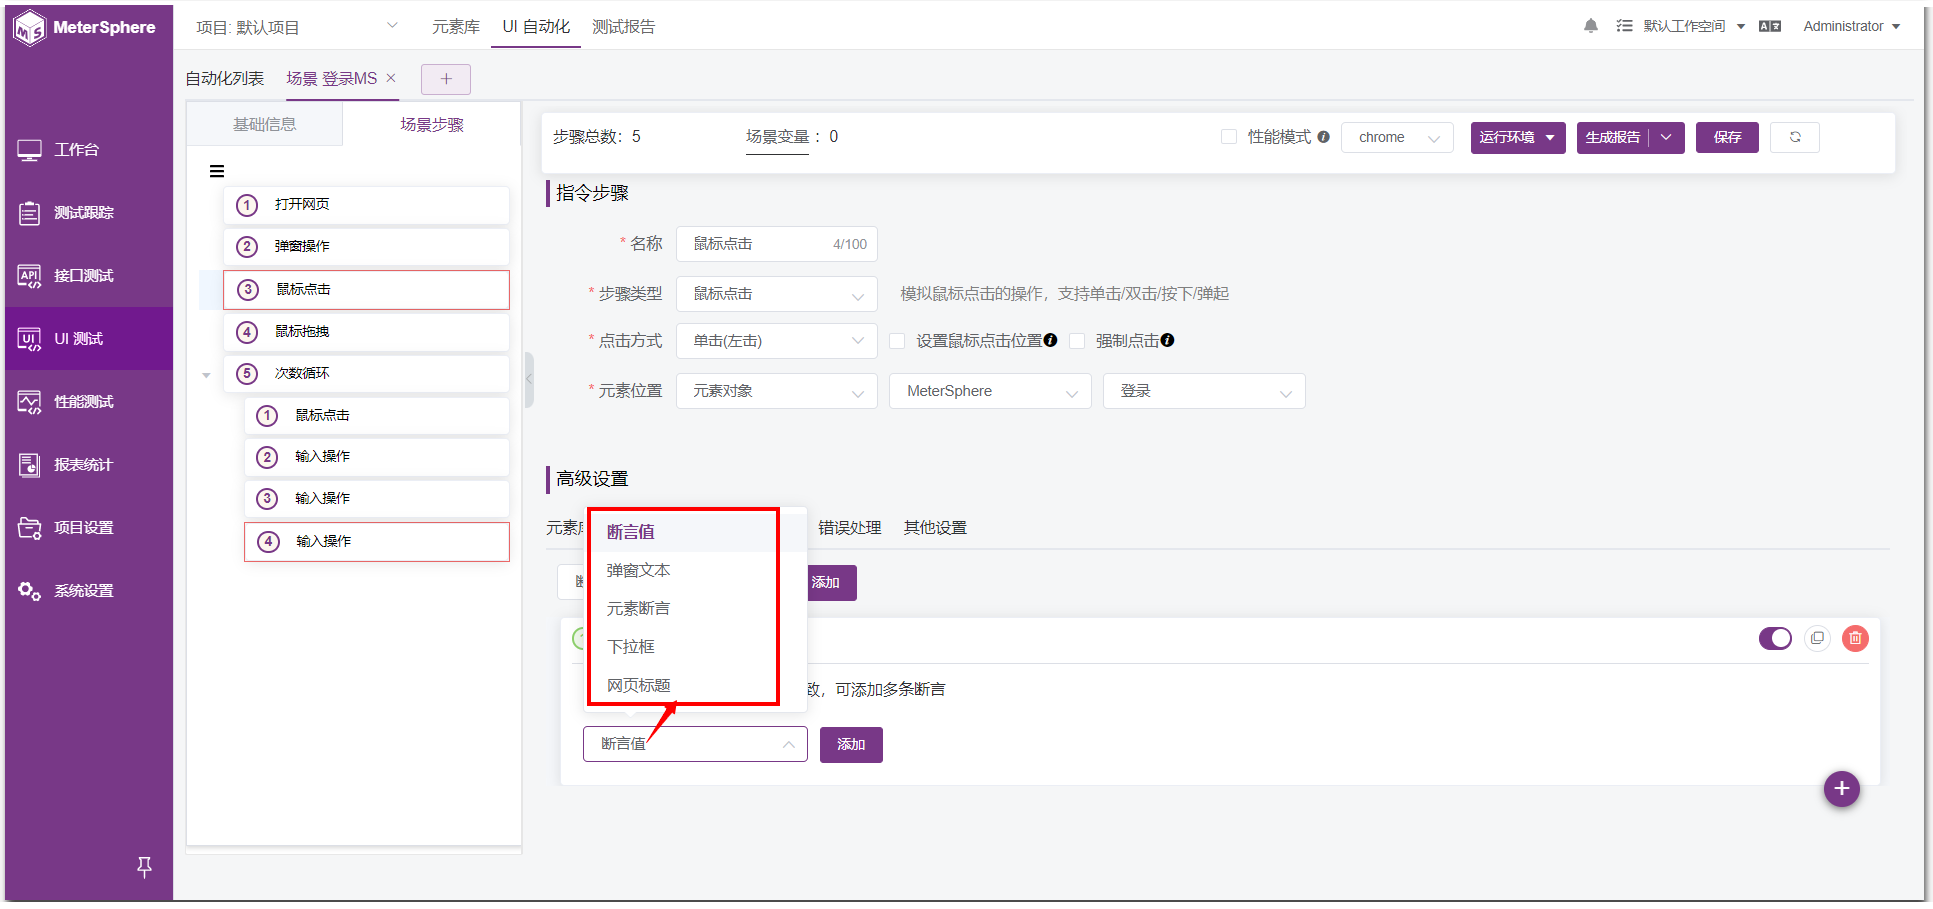 MeterSphere
项目: 默认项目
元素库
UI 自动化
测试报告
默认工作空间
Administrator
自动化列表
场景 登录MS
基础信息
场景步骤
工作台
测试跟踪
API 接口测试
UI UI 测试
性能测试
报表统计
项目设置
系统设置
1 打开网页
2 弹窗操作
3 鼠标点击
4 鼠标拖拽
5 次数循环
1 鼠标点击
2 输入操作
3 输入操作
4 输入操作
步骤总数: 5
场景变量 : 0
性能模式
chrome
运行环境
生成报告
保存
指令步骤
* 名称
鼠标点击
4/100
* 步骤类型
鼠标点击
模拟鼠标点击的操作，支持单击/双击/按下/弹起
* 点击方式
单击(左击)
设置鼠标点击位置
强制点击
* 元素位置
元素对象
MeterSphere
登录
高级设置
元素
错误处理
其他设置
添加
断言值
弹窗文本
元素断言
下拉框
网页标题
致，可添加多条断言
断言值
添加